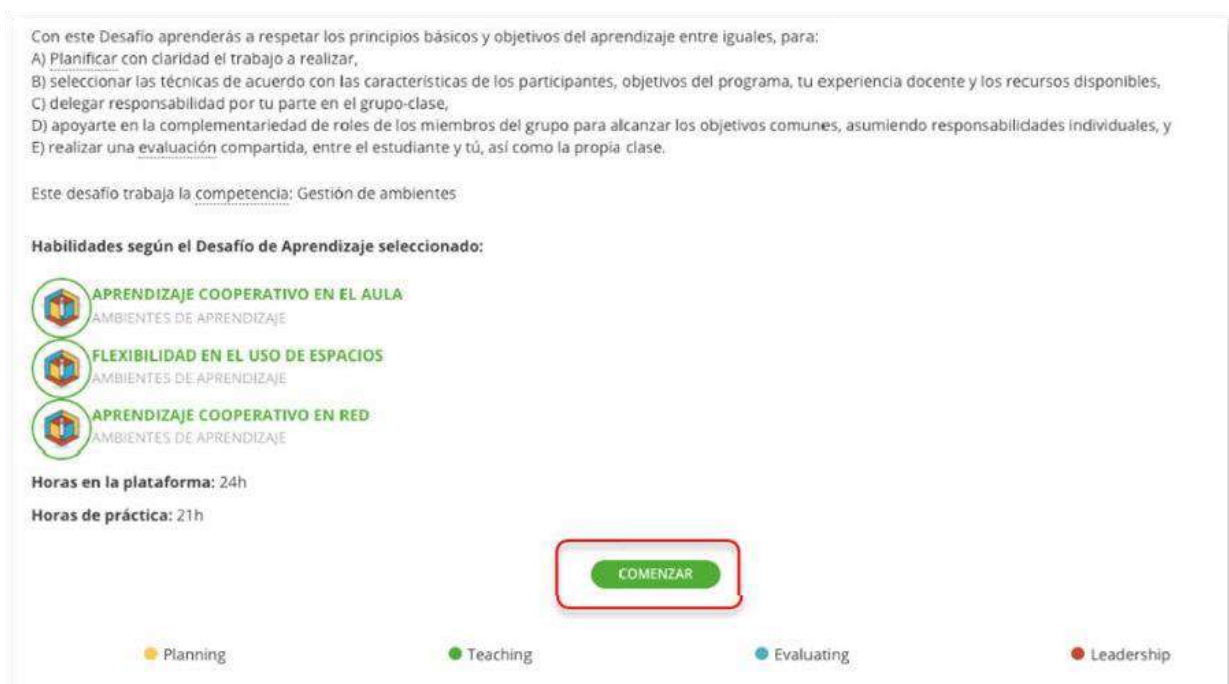 Con este Desafío aprenderás a respetar los principios básicos y objetivos del aprendizaje entre iguales, para:
A) Planificar con claridad el trabajo a realizar,
B) seleccionar las técnicas de acuerdo con las características de los participantes, objetivos del programa, tu experiencia docente y los recursos disponibles,
C) delegar responsabilidad por tu parte en el grupo-clase,
D) apoyarte en la complementariedad de roles de los miembros del grupo para alcanzar los objetivos comunes, asumiendo responsabilidades individuales, y
E) realizar una evaluación compartida, entre el estudiante y tú, así como la propia clase.
Este desafío trabaja la competencia: Gestión de ambientes
Habilidades según el Desafío de Aprendizaje seleccionado:
APRENDIZAJE COOPERATIVO EN EL AULA
AMBIENTES DE APRENDIZAJE
FLEXIBILIDAD EN EL USO DE ESPACIOS
AMBIENTES DE APRENDIZAJE
APRENDIZAJE COOPERATIVO EN RED
AMBIENTES DE APRENDIZAJE
Horas en la plataforma: 24h
Horas de práctica: 21h
COMENZAR
Planning Teaching Evaluating Leadership